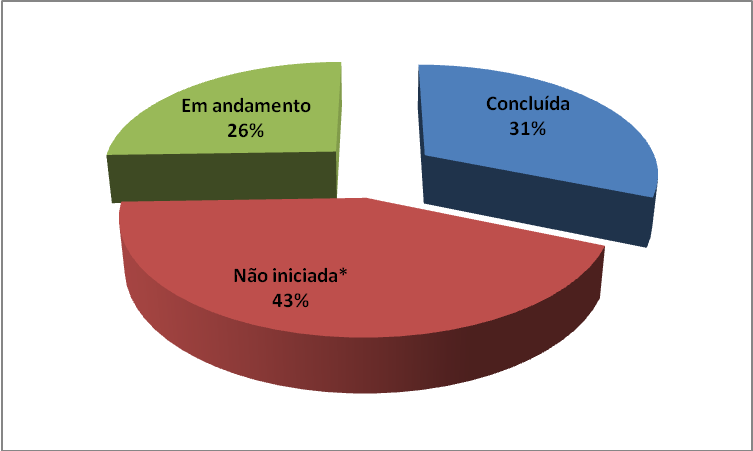 Em andamento
26%
Concluída
31%
Não iniciada*
43%